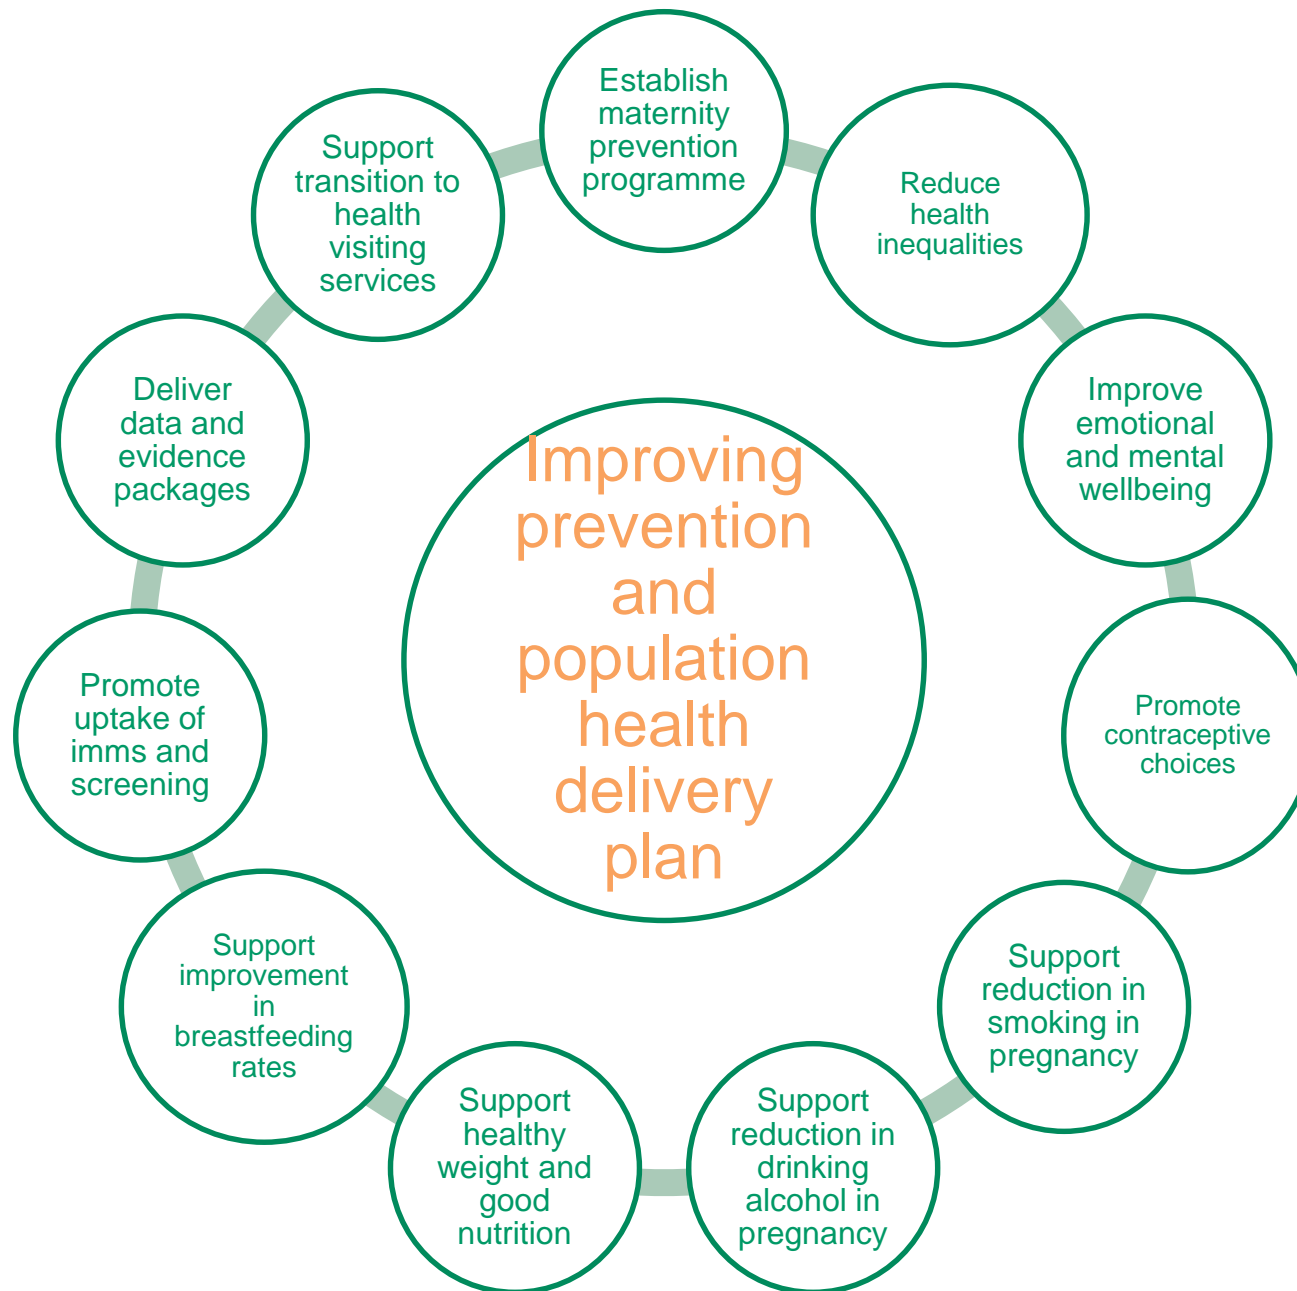 Establish
maternity
prevention
programme
Reduce
health
inequalities
Improve
emotional
and mental
wellbeing
Promote
contraceptive
choices
Support
reduction in
smoking in
pregnancy
Support
reduction in
drinking
alcohol in
pregnancy
Support
healthy
weight and
good
nutrition
Support
improvement
in
breastfeeding
rates
Promote
uptake of
imms and
screening
Deliver
data and
evidence
packages
Support
transition to
health
visiting
services
Improving
prevention
and
population
health
delivery
plan